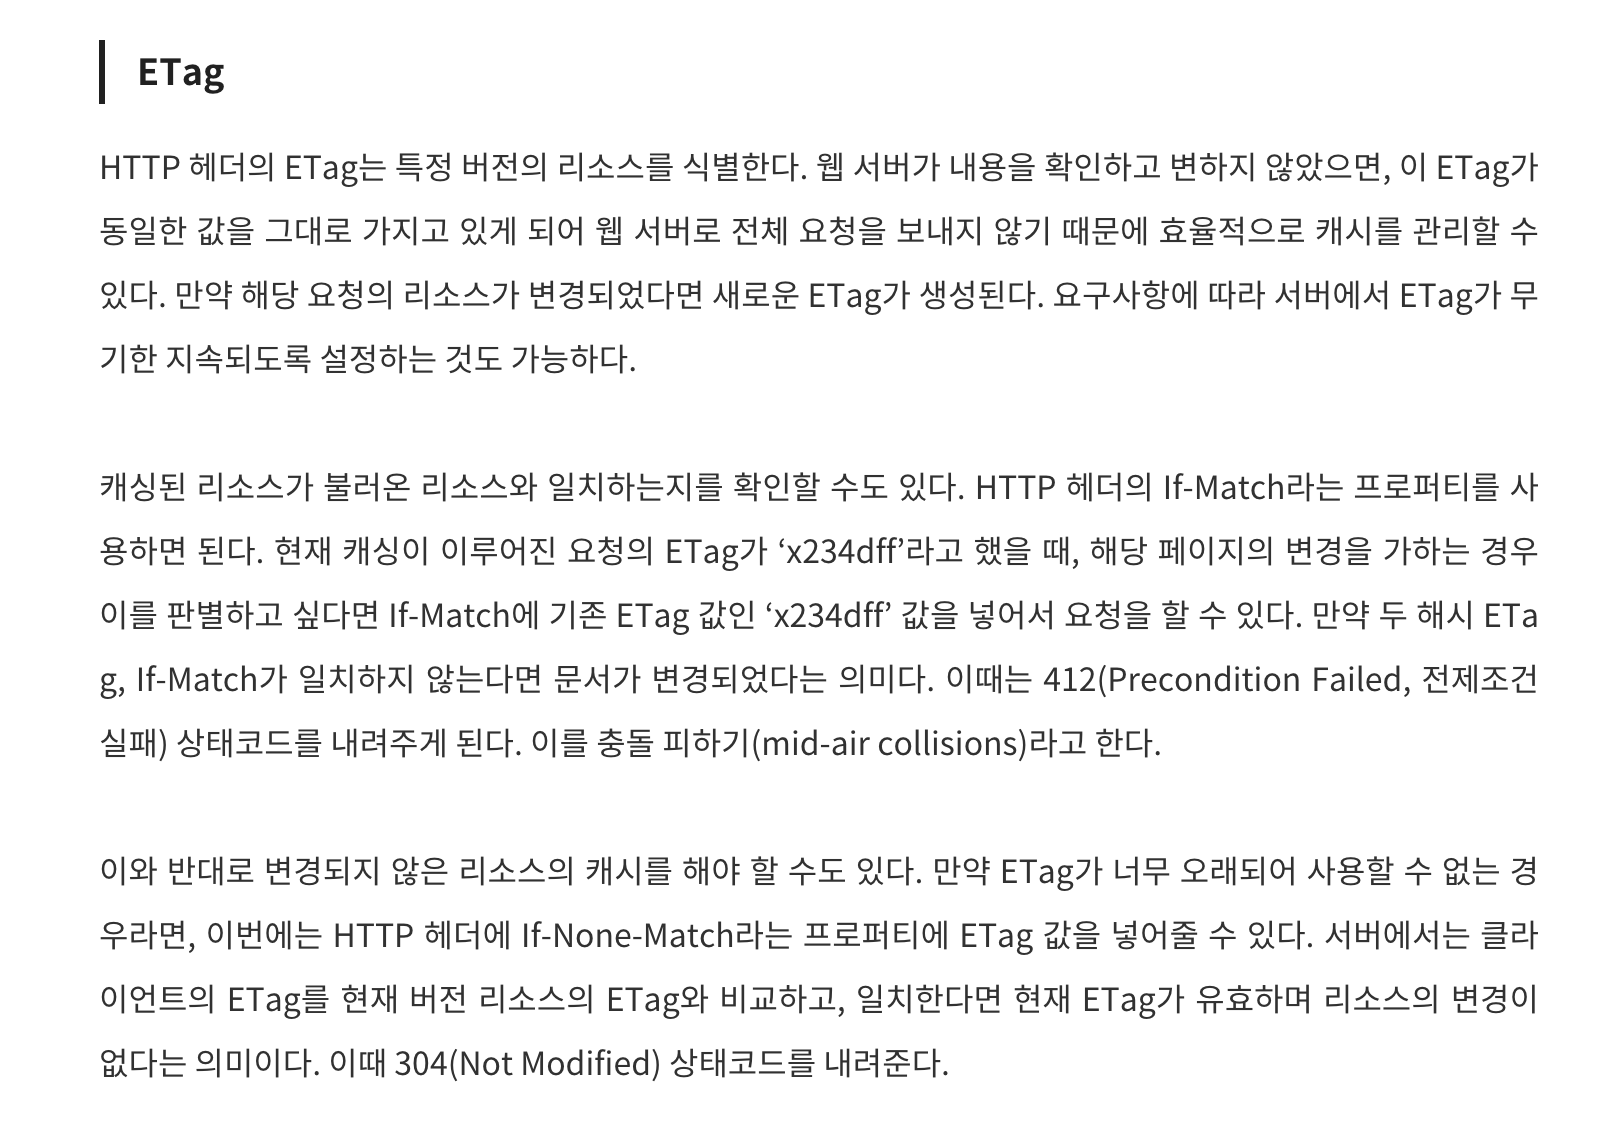 ETag
HTTP 헤더의 ETag는 특정 버전의 리소스를 식별한다. 웹 서버가 내용을 확인하고 변하지 않았으면, 이 ETag가
동일한 값을 그대로 가지고 있게 되어 웹 서버로 전체 요청을 보내지 않기 때문에 효율적으로 캐시를 관리할 수
있다. 만약 해당 요청의 리소스가 변경되었다면 새로운 ETag가 생성된다. 요구사항에 따라 서버에서 ETag가 무
기한 지속되도록 설정하는 것도 가능하다.
캐싱된 리소스가 불러온 리소스와 일치하는지를 확인할 수도 있다. HTTP 헤더의 If-Match라는 프로퍼티를 사
용하면 된다. 현재 캐싱이 이루어진 요청의 ETag가 ‘x234dff’라고 했을 때, 해당 페이지의 변경을 가하는 경우
이를 판별하고 싶다면 If-Match에 기존 ETag 값인 ‘x234dff’ 값을 넣어서 요청을 할 수 있다. 만약 두 해시 ETa
g, If-Match가 일치하지 않는다면 문서가 변경되었다는 의미다. 이때는 412(Precondition Failed, 전제조건
실패) 상태코드를 내려주게 된다. 이를 충돌 피하기(mid-air collisions)라고 한다.
이와 반대로 변경되지 않은 리소스의 캐시를 해야 할 수도 있다. 만약 ETag가 너무 오래되어 사용할 수 없는 경
우라면, 이번에는 HTTP 헤더에 If-None-Match라는 프로퍼티에 ETag 값을 넣어줄 수 있다. 서버에서는 클라
이언트의 ETag를 현재 버전 리소스의 ETag와 비교하고, 일치한다면 현재 ETag가 유효하며 리소스의 변경이
없다는 의미이다. 이때 304(Not Modified) 상태코드를 내려준다.